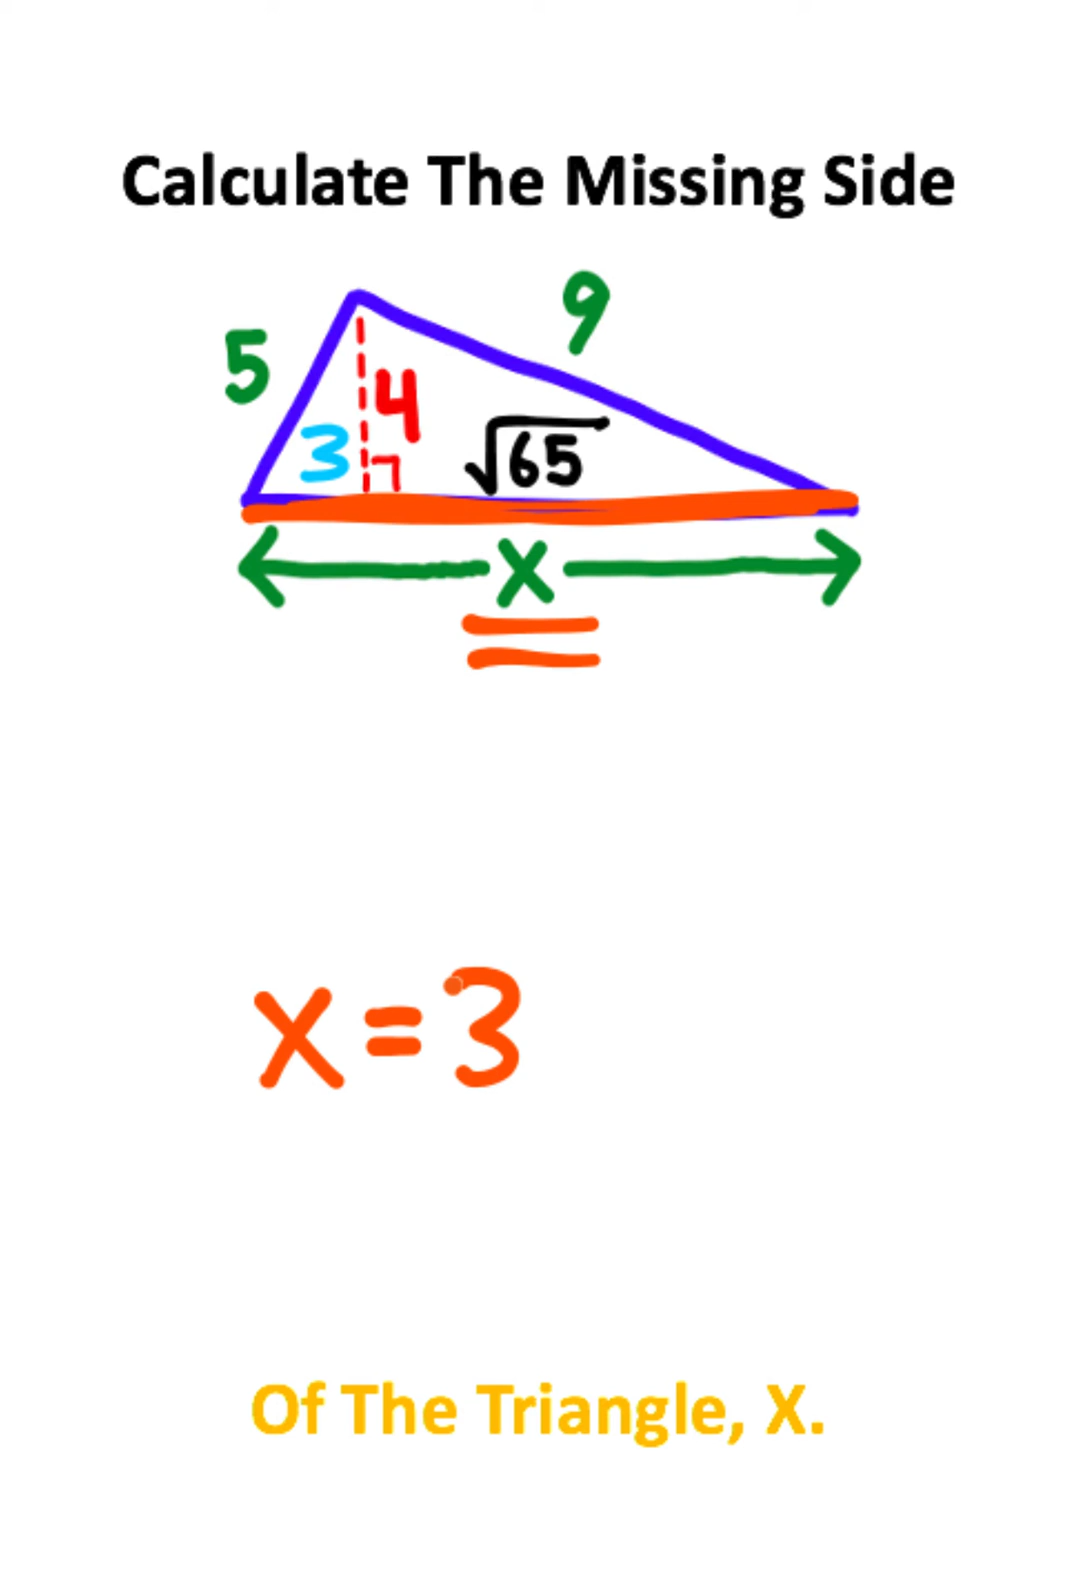 Calculate The Missing Side
9
5
4
3
√65
X
X=3
Of The Triangle, X.